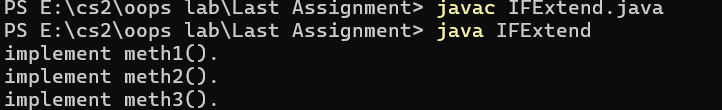 PS E:\cs2\oops lab\Last Assignment> javac IFExtend.java
PS E:\cs2\oops lab\Last Assignment> java IFExtend
implement meth1().
implement meth2().
implement meth3().